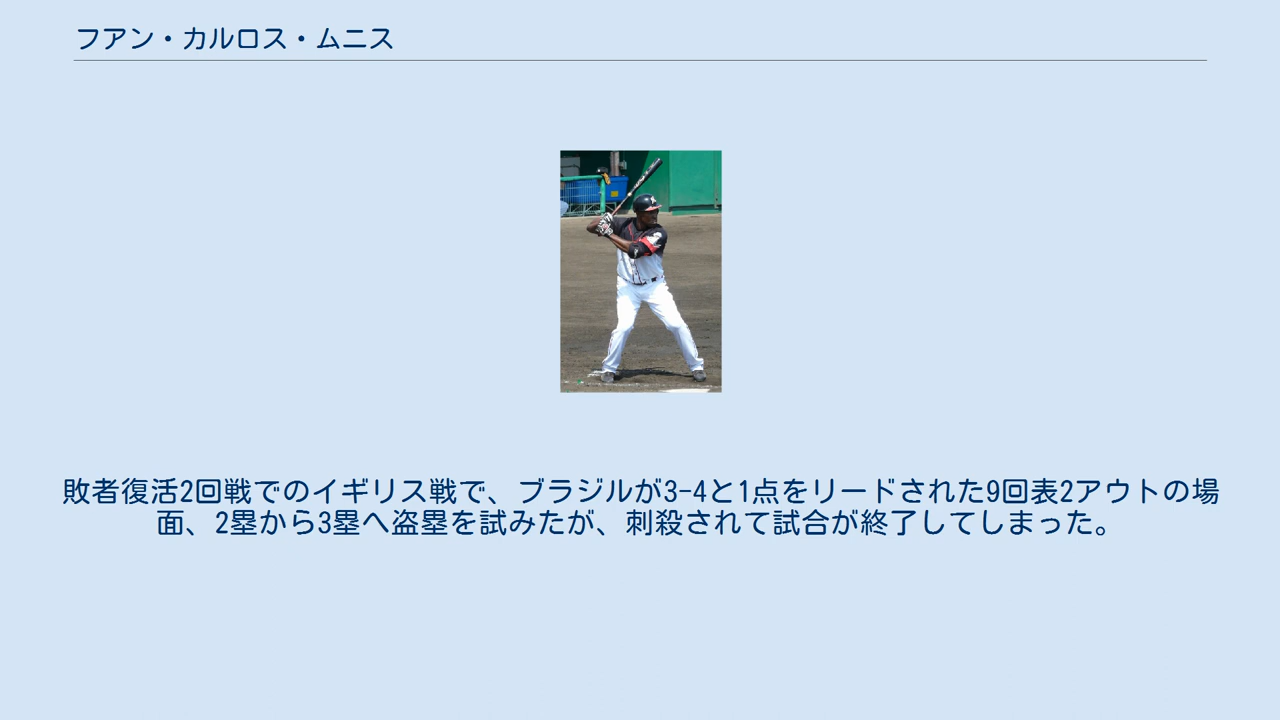 フアン・カルロス・ムニス
敗者復活2回戦でのイギリス戦で、ブラジルが3-4と1点をリードされた9回表2アウトの場
面、2塁から3塁へ盗塁を試みたが、刺殺されて試合が終了してしまった。